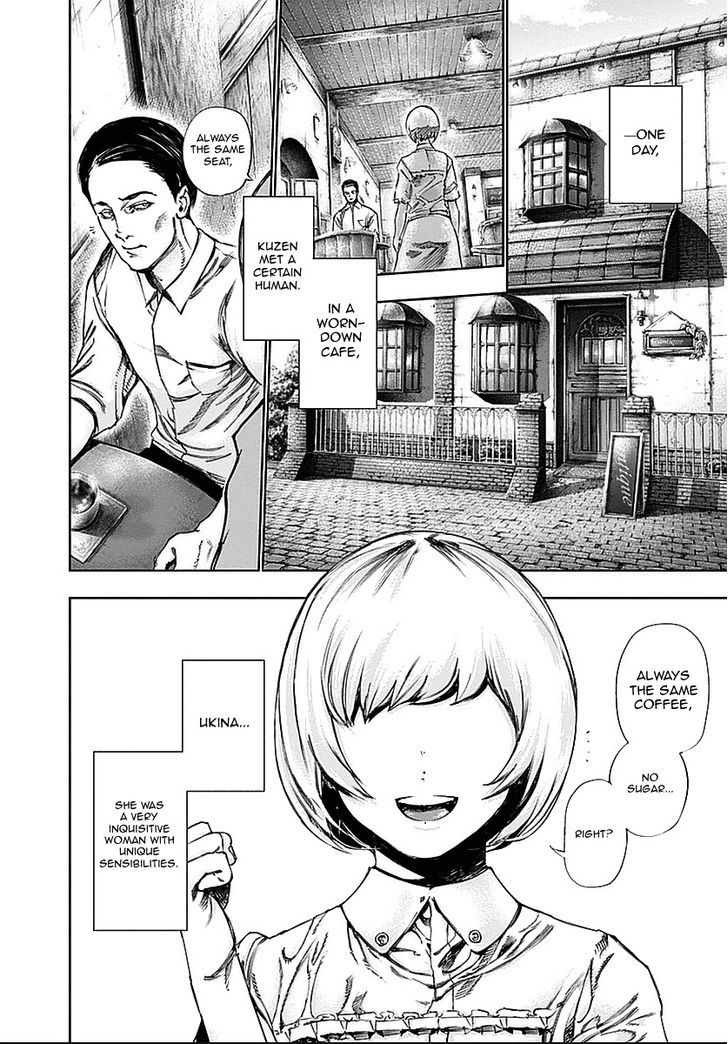 —ONE
DAY,
IN A
WORN-
DOWN
CAFE,
KUZEN
MET A
CERTAIN
HUMAN.
ALWAYS
THE SAME
SEAT,
ALWAYS
THE SAME
COFFEE,
NO
SUGAR...
RIGHT?
UKINA...
SHE WAS
A VERY
INQUISITIVE
WOMAN WITH
UNIQUE
SENSIBILITIES.